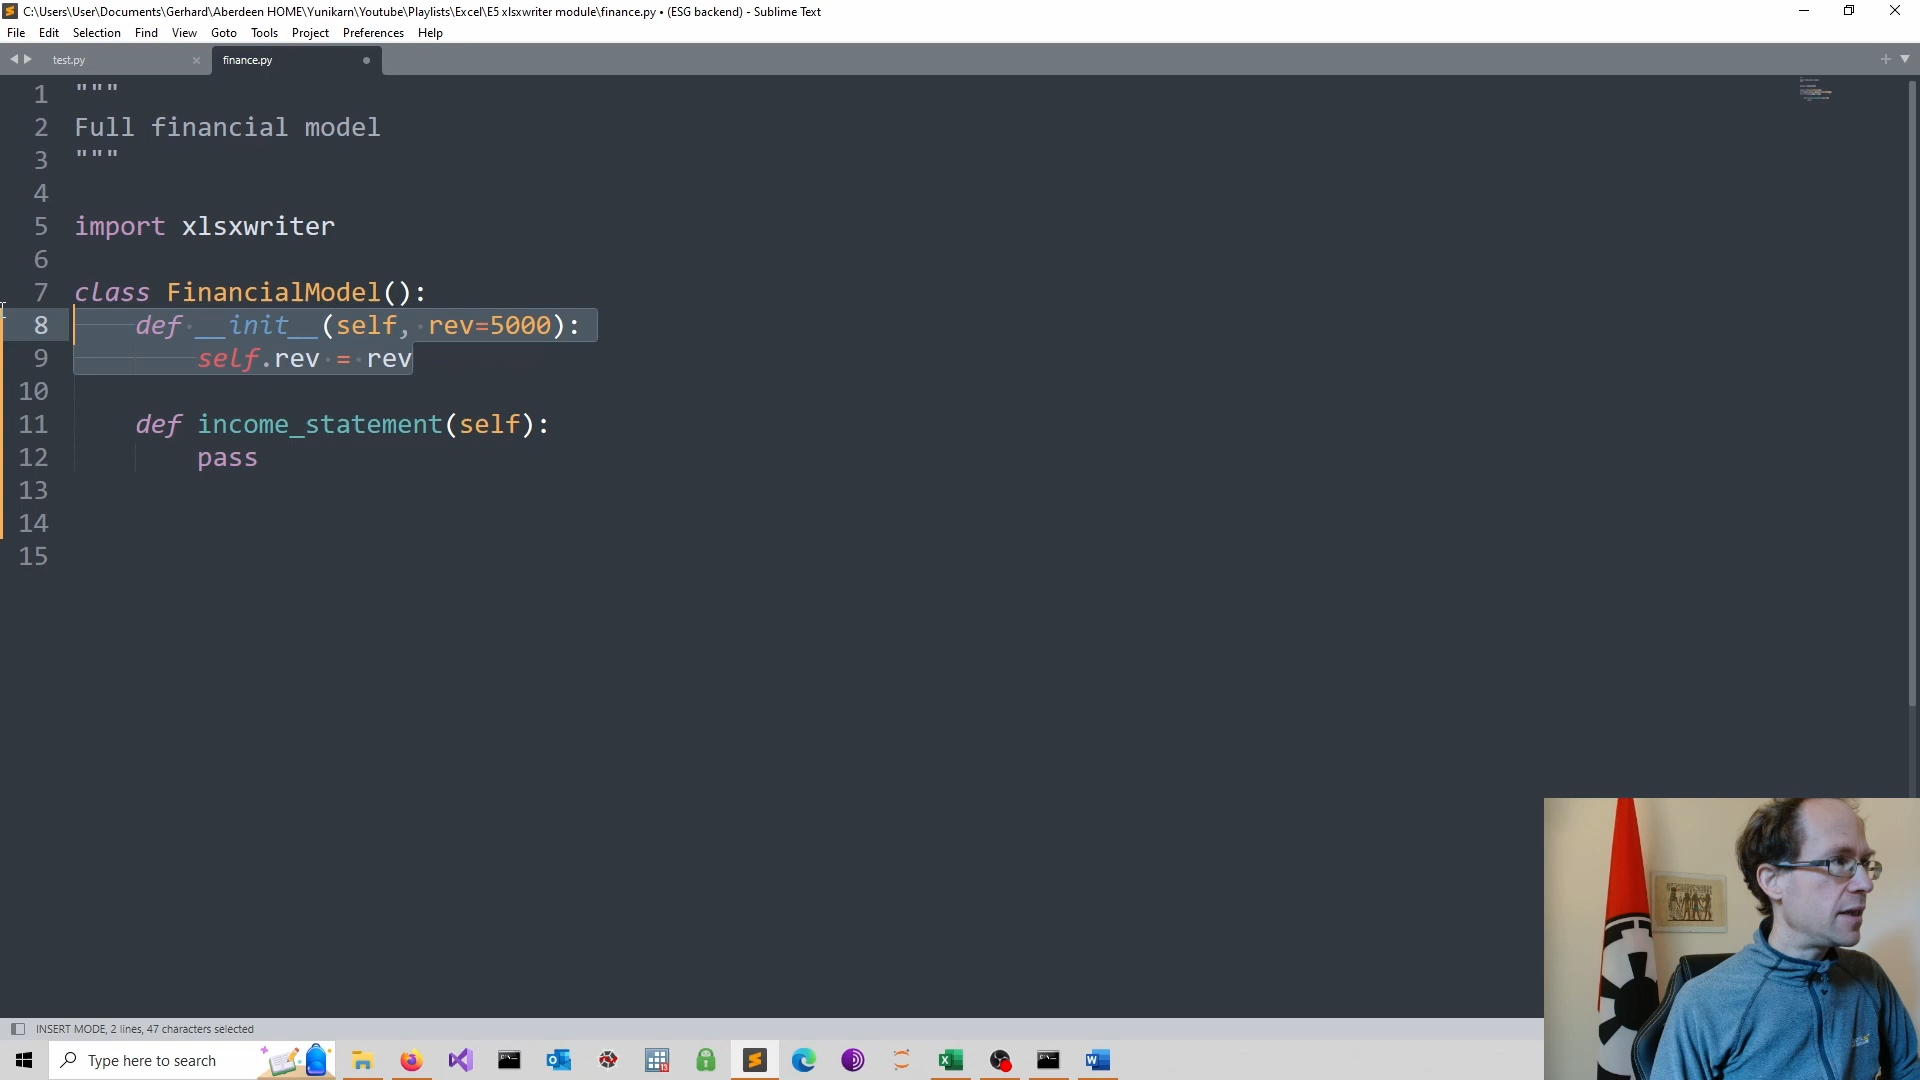 C:\Users\User\Documents\Gerhard\Aberdeen HOME\Yunikarn\Youtube\Playlists\Excel\E5 xlsxwriter module\finance.py • (ESG backend) - Sublime Text
File Edit Selection Find View Goto Tools Project Preferences Help
test.py finance.py
1 """
2 Full financial model
3 """
4
5 import xlsxwriter
6
7 class FinancialModel():
8 def __init__(self, rev=5000):
9 self.rev = rev
10
11 def income_statement(self):
12 pass
13
14
15
INSERT MODE, 2 lines, 47 characters selected
Type here to search